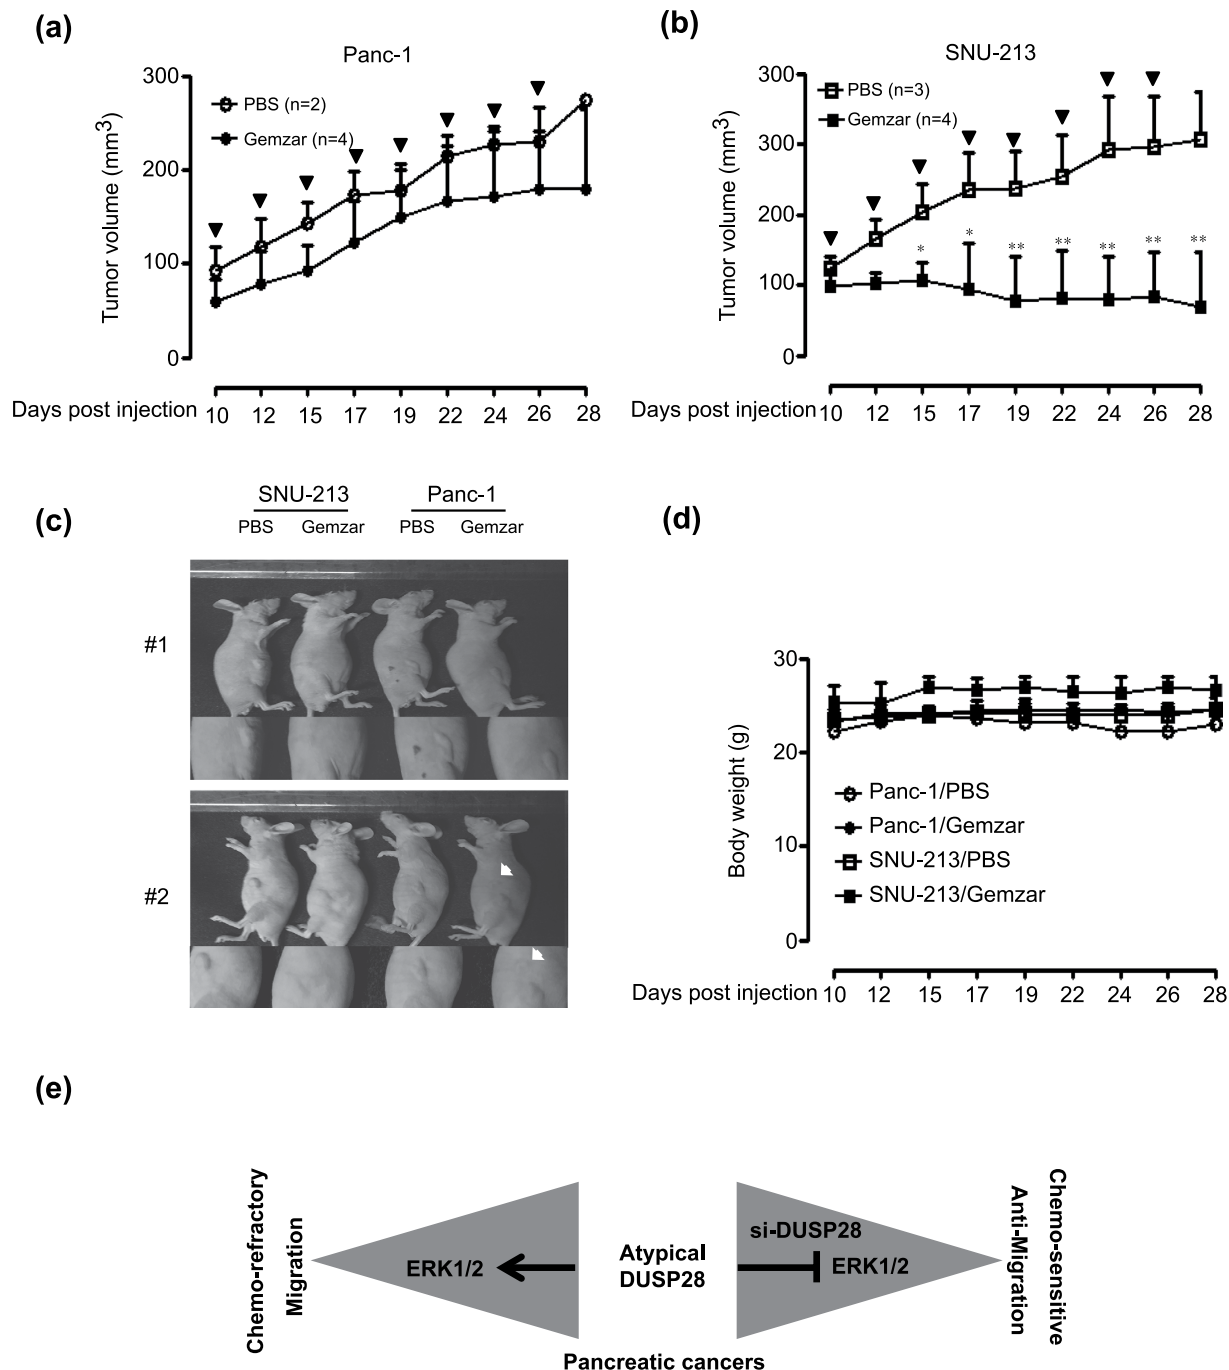 (a)
Panc-1
Tumor volume (mm3)
300
200
100
0
PBS (n=2)
Gemzar (n=4)
Days post injection
10 12 15 17 19 22 24 26 28
(b)
SNU-213
Tumor volume (mm3)
300
300
200
100
0
PBS (n=3)
Gemzar (n=4)
* * ** ** ** ** **
Days post injection
10 12 15 17 19 22 24 26 28
(c)
SNU-213 Panc-1
PBS Gemzar PBS Gemzar
#1
#2
(d)
Body weight (g)
30
20
10
0
Panc-1/PBS
Panc-1/Gemzar
SNU-213/PBS
SNU-213/Gemzar
Days post injection
10 12 15 17 19 22 24 26 28
(e)
Chemo-refractory
Migration
ERK1/2
Atypical
DUSP28
si-DUSP28
ERK1/2
Anti-Migration
Chemo-sensitive
Pancreatic cancers